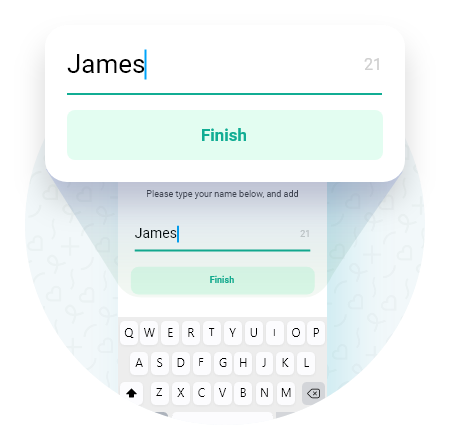 James 21
Finish
Please type your name below, and add
James 21
Finish
Q W E R T Y U I O P
A S D F G H J K L
Z X C V B N M